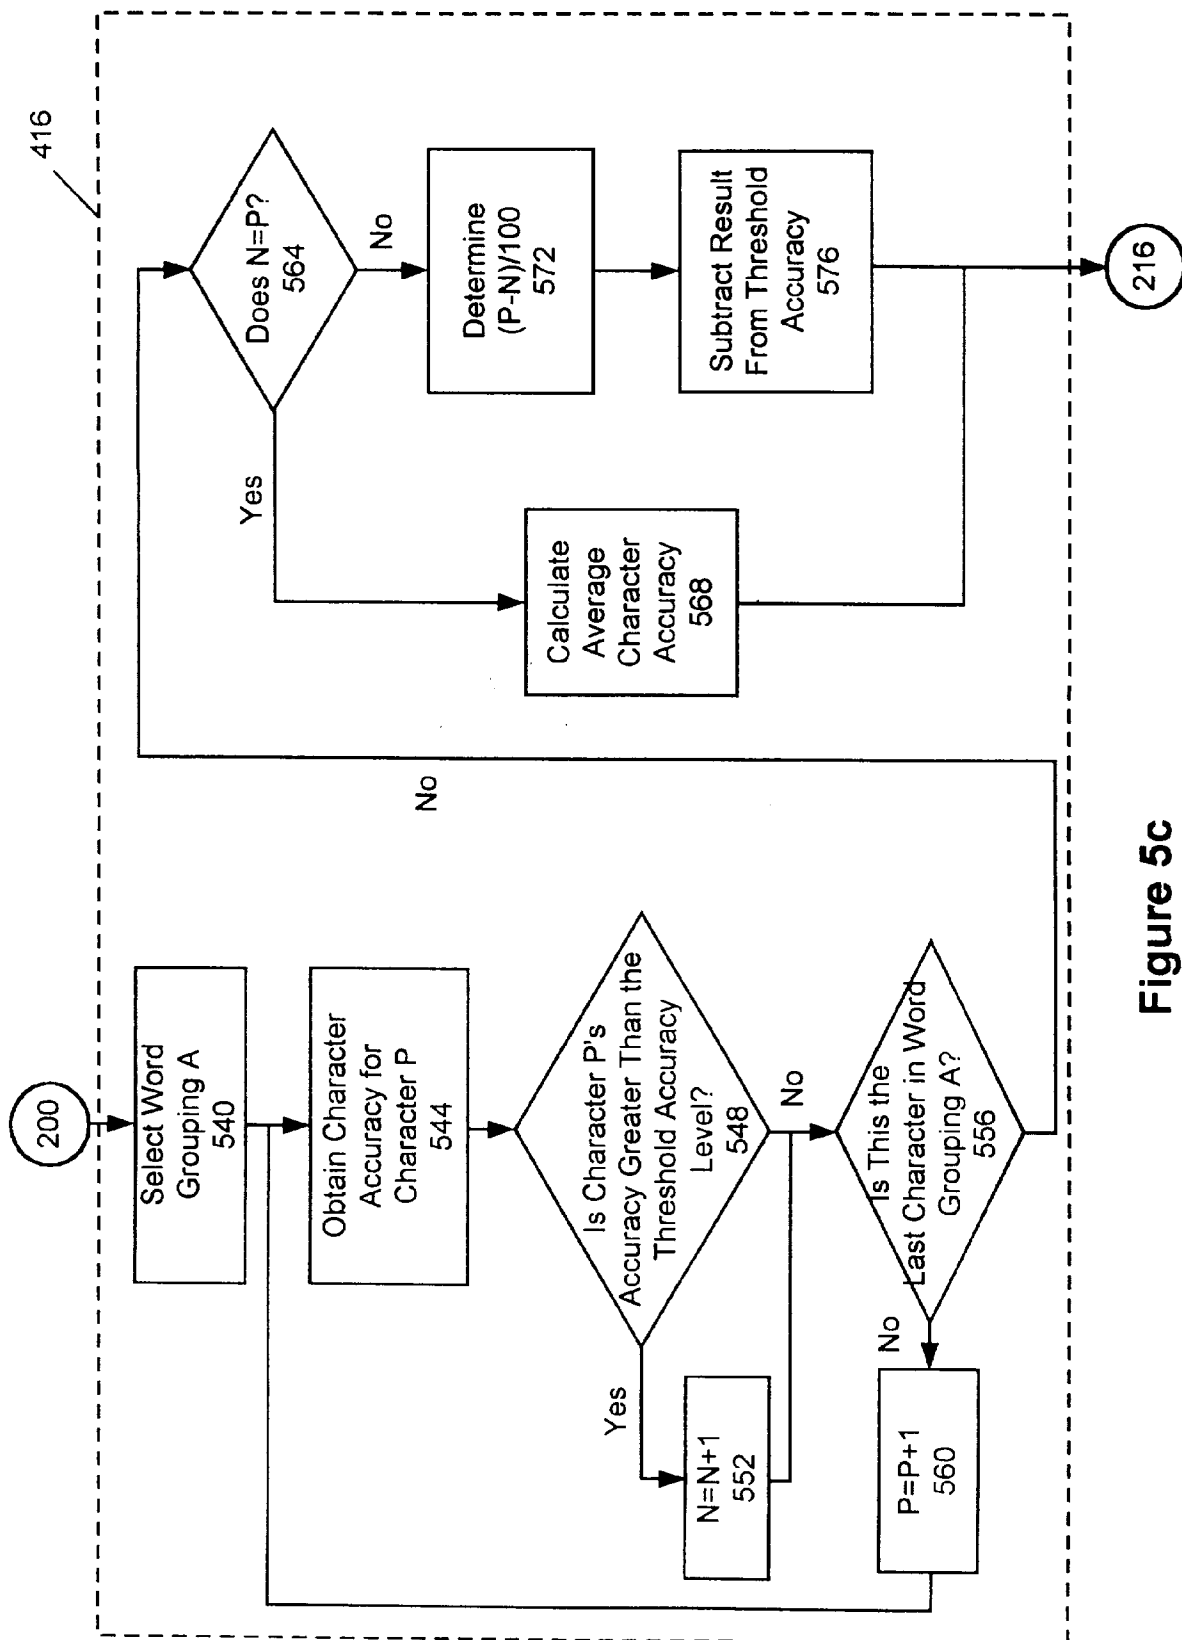 416
200
Select Word
Grouping A
540
Obtain Character
Accuracy for
Character P
544
Is Character P's
Accuracy Greater Than the
Threshold Accuracy
Level?
548
Yes
No
N=N+1
552
Is This the
Last Character in Word
Grouping A?
556
No
P=P+1
560
No
Does N=P?
564
Yes
No
Calculate
Average
Character
Accuracy
568
Determine
(P-N)/100
572
Subtract Result
From Threshold
Accuracy
576
216
Figure 5c